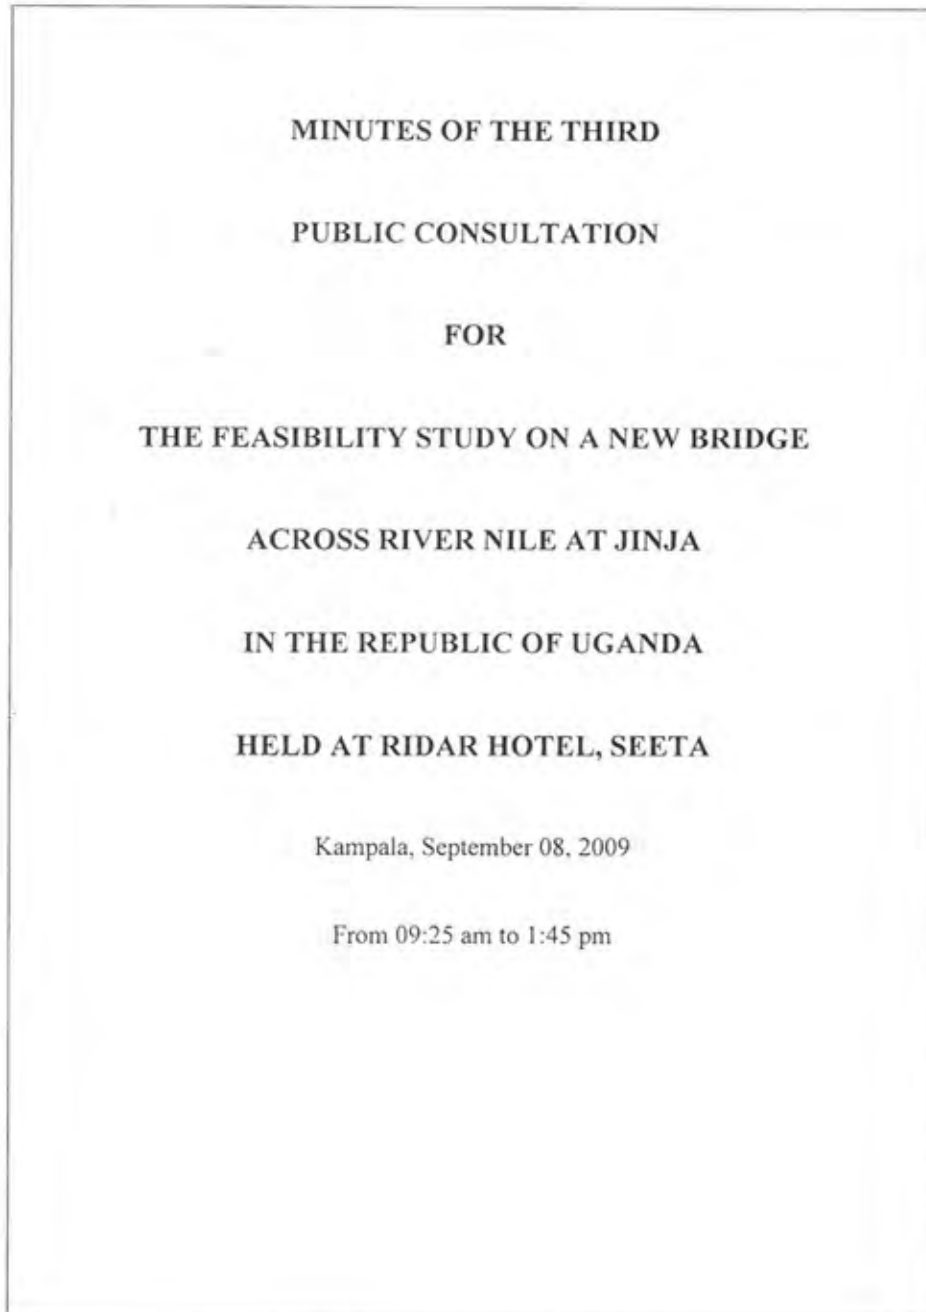 MINUTES OF THE THIRD
PUBLIC CONSULTATION
FOR
THE FEASIBILITY STUDY ON A NEW BRIDGE
ACROSS RIVER NILE AT JINJA
IN THE REPUBLIC OF UGANDA
HELD AT RIDAR HOTEL, SEETA
Kampala, September 08, 2009
From 09:25 am to 1:45 pm